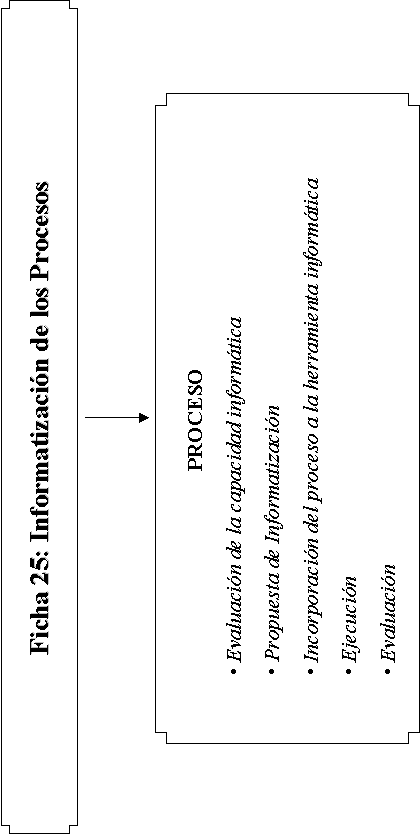 Ficha 25: Informatización de los Procesos
PROCESO
• Evaluación de la capacidad informática
• Propuesta de Informatización
• Incorporación del proceso a la herramienta informática
• Ejecución
• Evaluación